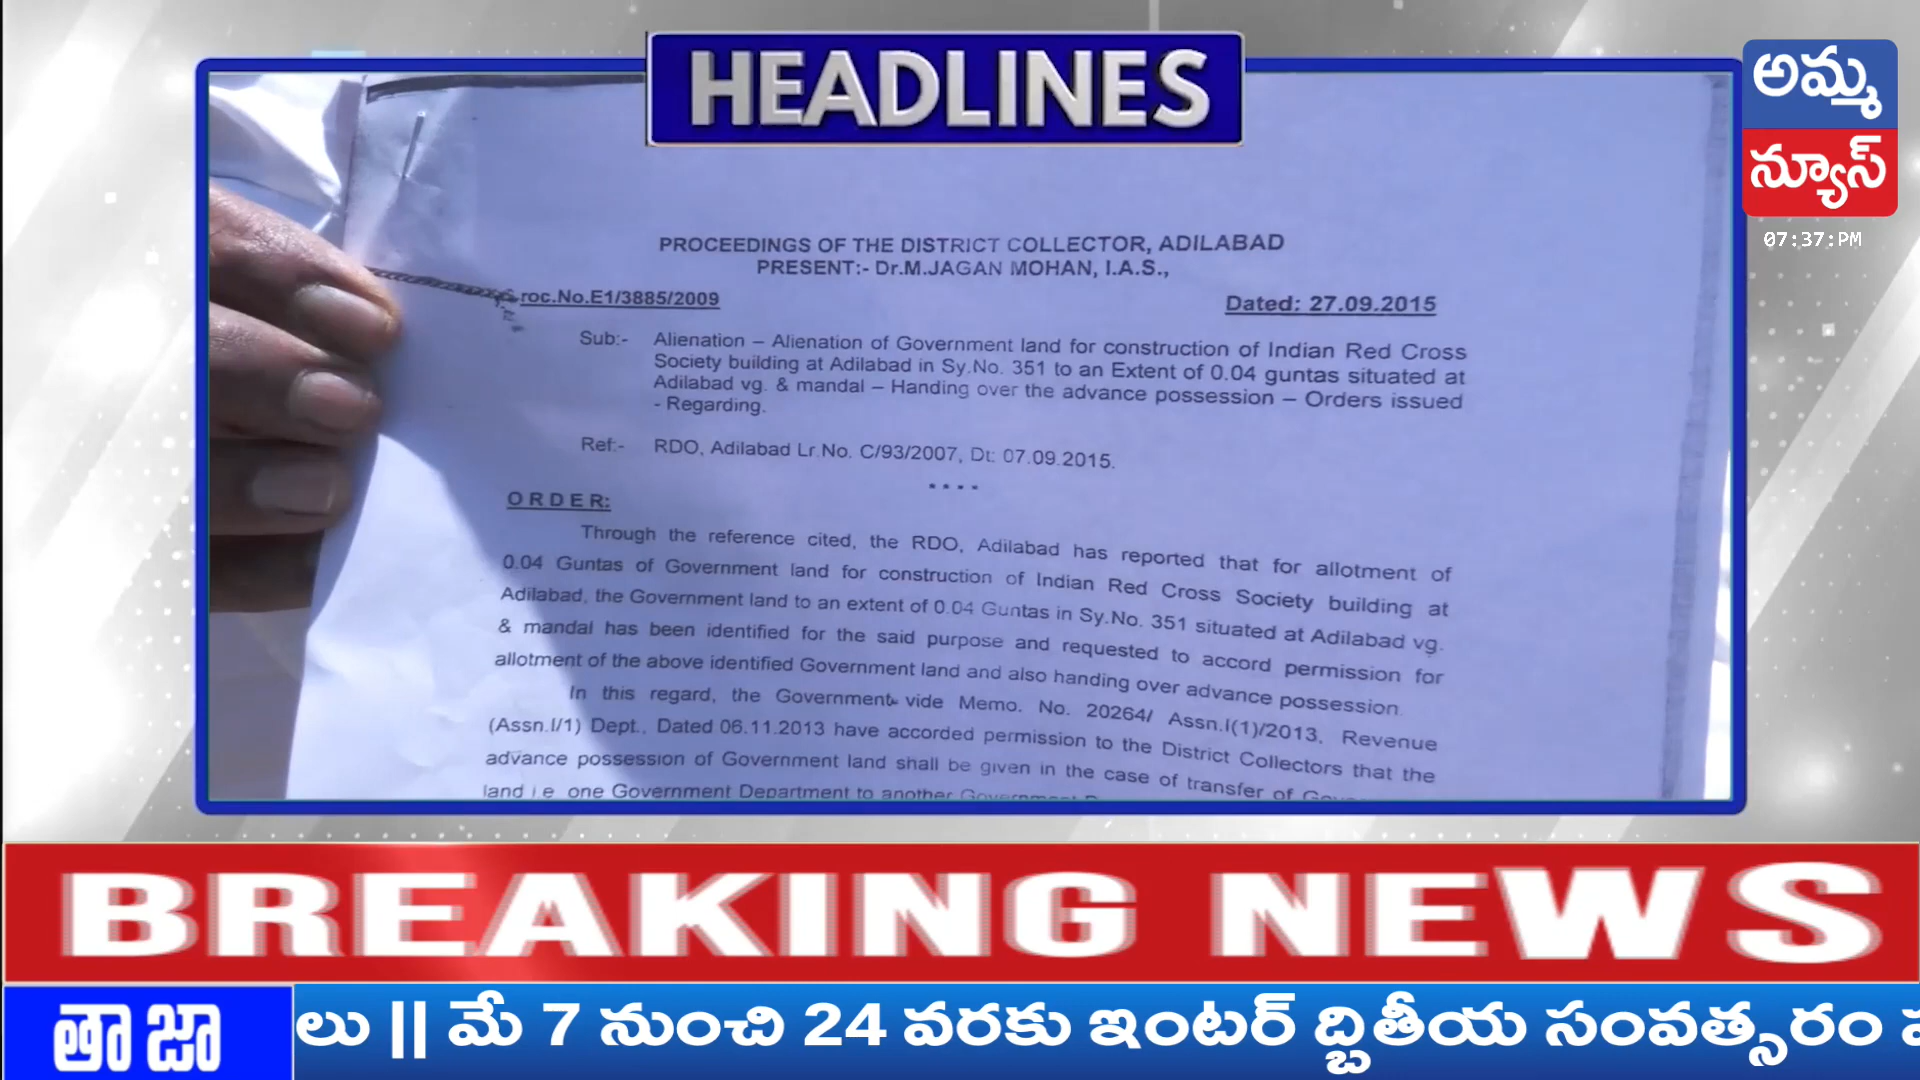 HEADLINES
అమ్మ
న్యూస్
07:37:PM
PROCEEDINGS OF THE DISTRICT COLLECTOR, ADILABAD
PRESENT:- Dr.M.JAGAN MOHAN, I.A.S.,
roc.No.E1/3885/2009 Dated: 27.09.2015
Sub:- Alienation – Alienation of Government land for construction of Indian Red Cross
Society building at Adilabad in Sy.No. 351 to an Extent of 0.04 guntas situated at
Adilabad vg. & mandal – Handing over the advance possession – Orders issued
- Regarding.
Ref:- RDO, Adilabad Lr.No. C/93/2007, Dt: 07.09.2015.
****
ORDER:
Through the reference cited, the RDO, Adilabad has reported that for allotment of
0.04 Guntas of Government land for construction of Indian Red Cross Society building at
Adilabad, the Government land to an extent of 0.04 Guntas in Sy.No. 351 situated at Adilabad vg.
& mandal has been identified for the said purpose and requested to accord permission for
allotment of the above identified Government land and also handing over advance possession.
In this regard, the Government vide Memo. No. 20264/ Assn.I(1)/2013, Revenue
(Assn.I/1) Dept., Dated 06.11.2013 have accorded permission to the District Collectors that the
advance possession of Government land shall be given in the case of transfer of
land i.e. one Government Department to another Government
BREAKING NEWS
తాజా
లు || మే 7 నుంచి 24 వరకు ఇంటర్ ద్బితీయ సంవత్సరం